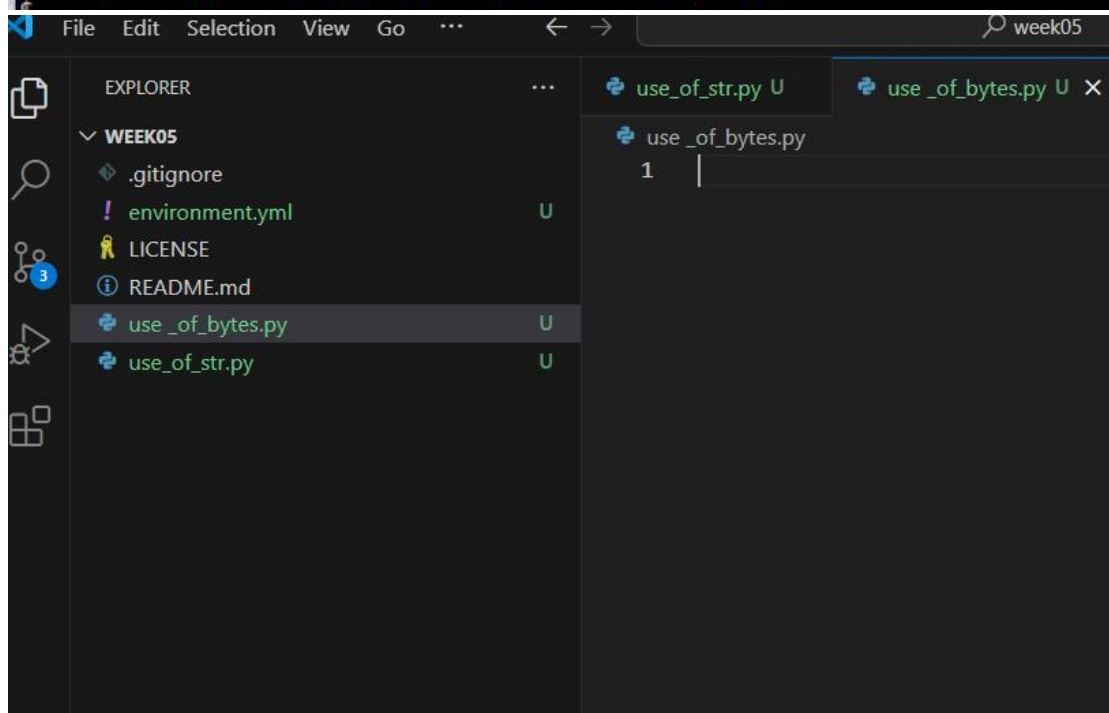 File Edit Selection View Go ··· ← → week05
EXPLORER ···
use_of_str.py U
use _of_bytes.py U ×
WEEK05
use _of_bytes.py
.gitignore
1
! environment.yml U
LICENSE
3
README.md
use _of_bytes.py U
use_of_str.py U